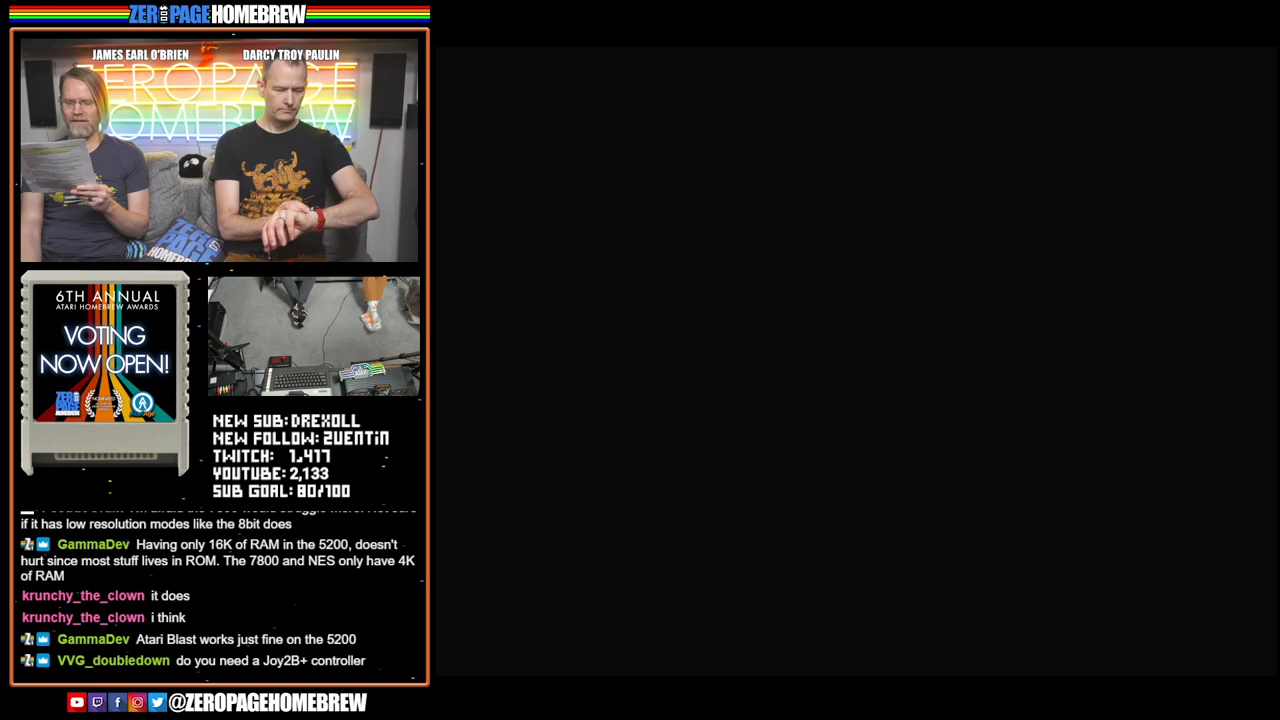 ZEROPAGE HOMEBREW
JAMES EARL O'BRIEN
DARCY TROY PAULIN
ZEROPAGE
HOMEBREW
6TH ANNUAL
ATARI HOMEBREW AWARDS
VOTING
NOW OPEN!
NEW SUB: DREXOLL
NEW FOLLOW: ZUENTIN
TWITCH: 1,417
YOUTUBE: 2,133
SUB GOAL: 80/100
if it has low resolution modes like the 8bit does
GammaDev Having only 16K of RAM in the 5200, doesn't
hurt since most stuff lives in ROM. The 7800 and NES only have 4K
of RAM
krunchy_the_clown it does
krunchy_the_clown i think
GammaDev Atari Blast works just fine on the 5200
VVG_doubledown do you need a Joy2B+ controller
@ZEROPAGEHOMEBREW